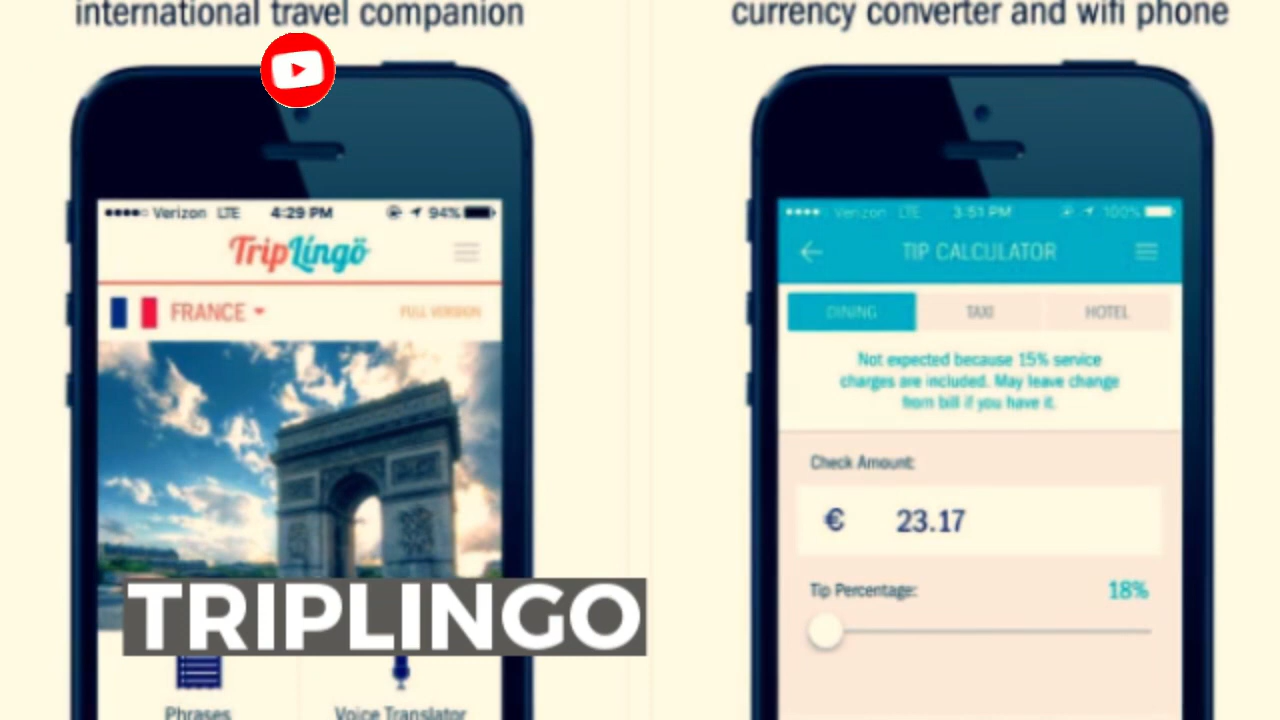 international travel companion
currency converter and wifi phone
Verizon LTE 4:29 PM 94%
TripLingo
FRANCE
FULL VERSION
TRIPLINGO
Phrases
Voice Translator
Verizon LTE 3:51 PM 100%
TIP CALCULATOR
DINING TAXI HOTEL
Not expected because 15% service
charges are included. May leave change
from bill if you have it.
Check Amount:
€ 23.17
Tip Percentage: 18%